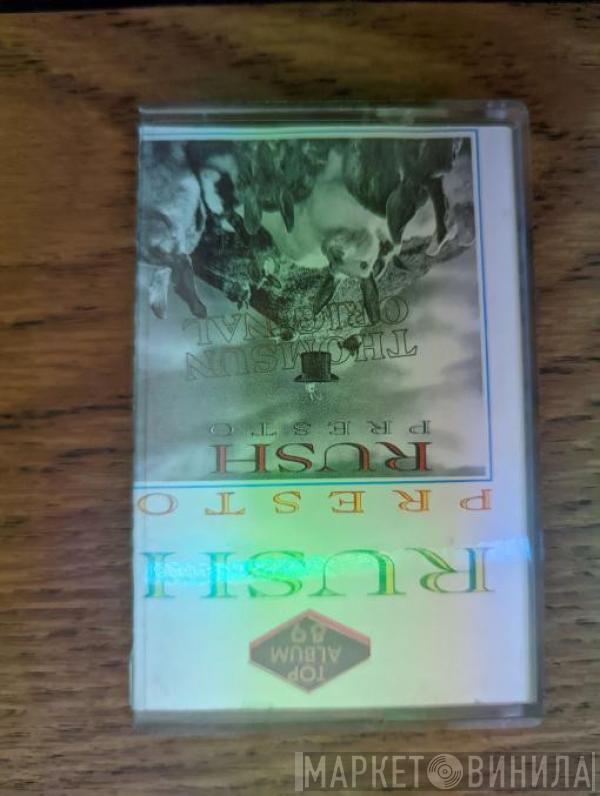 TOP
ALBUM
89
RUSH
PRESTO
RUSH
PRESTO
THOMSUN
ORIGINAL
МАРКЕТ ВИНИЛА